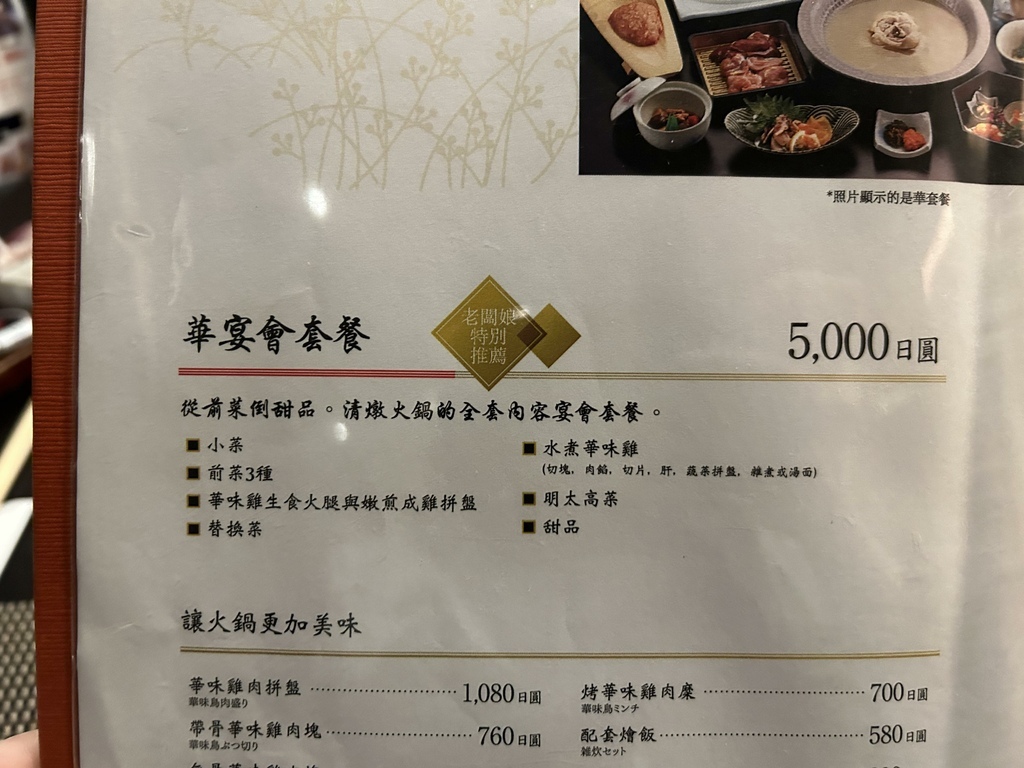 *照片顯示的是華套餐
華宴會套餐
老闆娘
特別
推薦
5,000日圓
從前菜倒甜品。清燉火鍋的全套內容宴會套餐。
■ 小菜
■ 前菜3種
■ 華味雞生食火腿與嫩煎成雞拼盤
■ 替換菜
■ 水煮華味雞
(切塊, 肉餡, 切片, 肝, 蔬菜拼盤, 雜煮或湯面)
■ 明太高菜
■ 甜品
讓火鍋更加美味
華味雞肉拼盤 1,080日圓
華味鳥肉盛り
帶骨華味雞肉塊 760日圓
華味鳥ぶつ切り
烤華味雞肉糜 700日圓
華味鳥ミンチ
配套燴飯 580日圓
雑炊セット